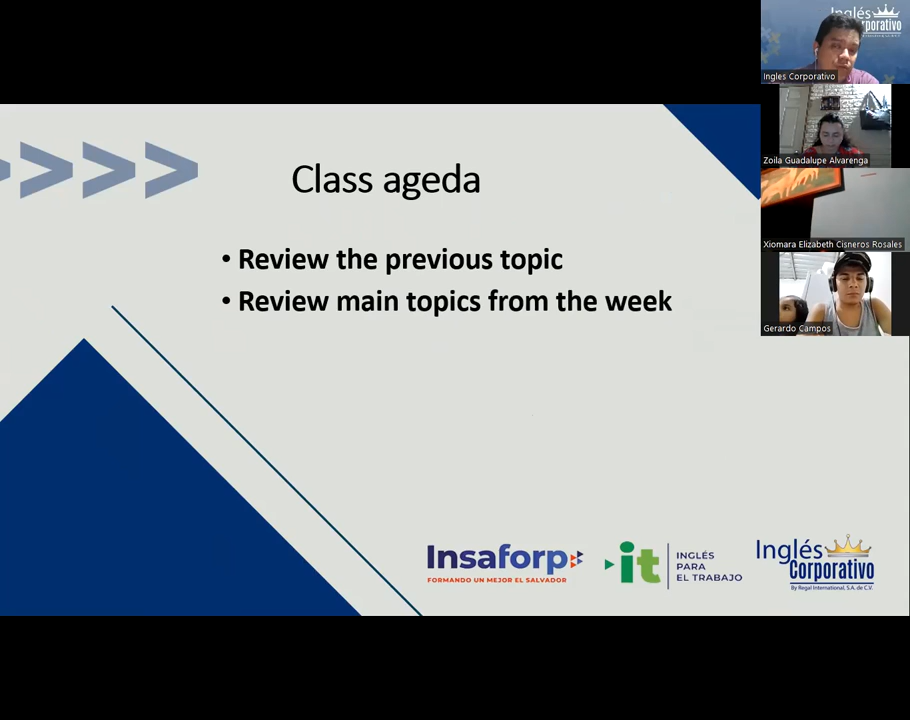 Class ageda
• Review the previous topic
• Review main topics from the week
Insaforp
FORMANDO UN MEJOR EL SALVADOR
it
INGLÉS
PARA
EL TRABAJO
Inglés
Corporativo
By Regal International, S.A. de C.V.
Inglés
Ingles Corporativo
Zoila Guadalupe Alvarenga
Xiomara Elizabeth Cisneros Rosales
Gerardo Campos